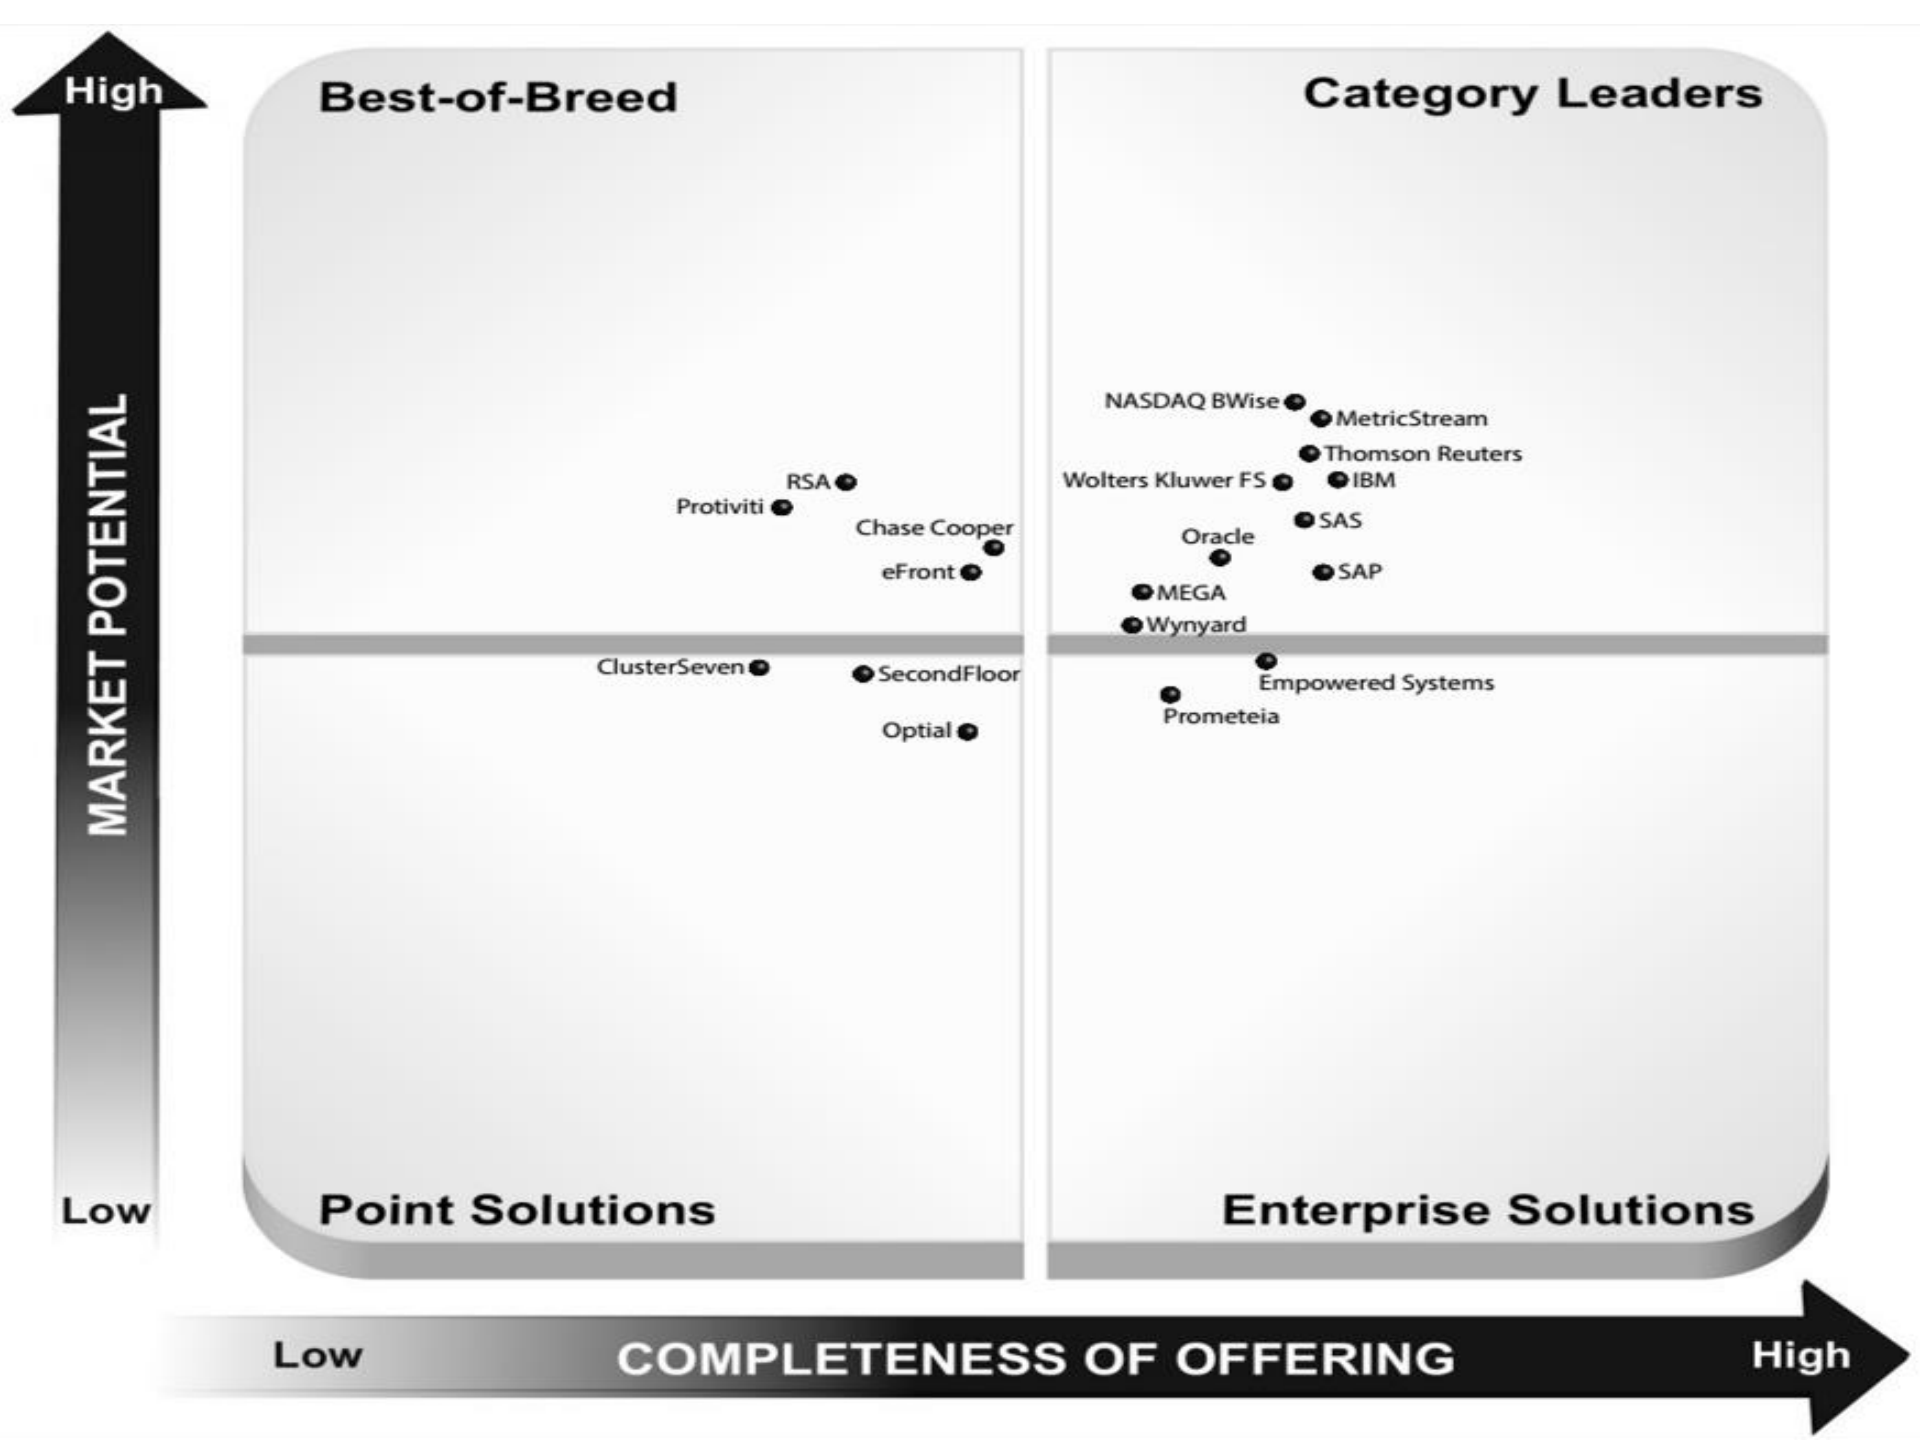 High
Best-of-Breed
Category Leaders
MARKET POTENTIAL
NASDAQ BWise
MetricStream
Thomson Reuters
RSA
Wolters Kluwer FS
IBM
Protiviti
SAS
Chase Cooper
Oracle
eFront
SAP
MEGA
Wynyard
ClusterSeven
SecondFloor
Empowered Systems
Prometeia
Optial
Low
Point Solutions
Enterprise Solutions
Low
COMPLETENESS OF OFFERING
High